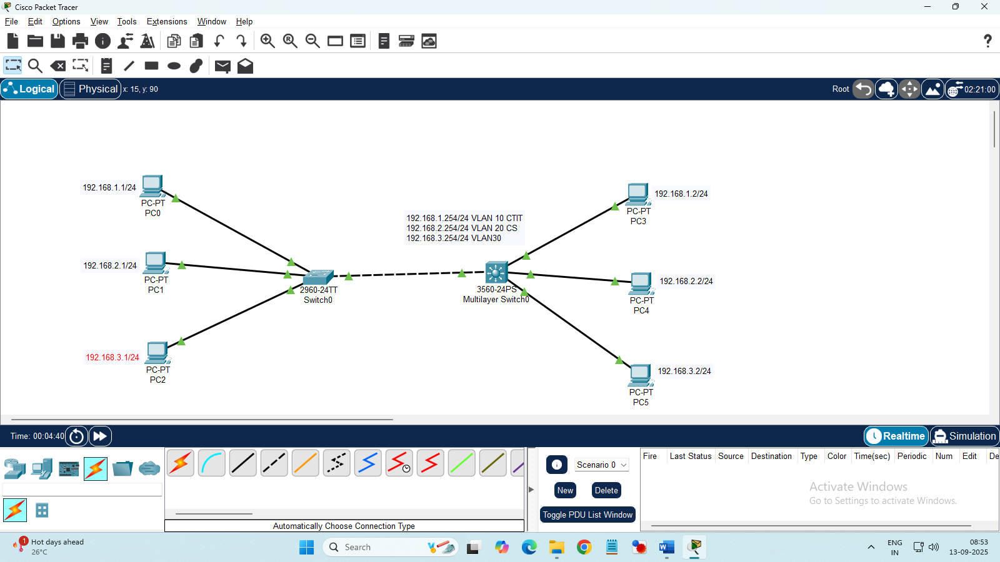 Cisco Packet Tracer
File Edit Options View Tools Extensions Window Help
Logical Physical x: 15, y: 90 Root 02:21:00
192.168.1.1/24
PC-PT
PC0
192.168.2.1/24
PC-PT
PC1
192.168.3.1/24
PC-PT
PC2
2960-24TT
Switch0
192.168.1.254/24 VLAN 10 CTIT
192.168.2.254/24 VLAN 20 CS
192.168.3.254/24 VLAN30
3560-24PS
Multilayer Switch0
192.168.1.2/24
PC-PT
PC3
192.168.2.2/24
PC-PT
PC4
192.168.3.2/24
PC-PT
PC5
Time: 00:04:40 Realtime Simulation
Scenario 0
New Delete
Toggle PDU List Window
Fire Last Status Source Destination Type Color Time(sec) Periodic Num Edit De
Automatically Choose Connection Type
Activate Windows
Go to Settings to activate Windows.
1
Hot days ahead
26°C
Search
ENG
IN
08:53
13-09-2025